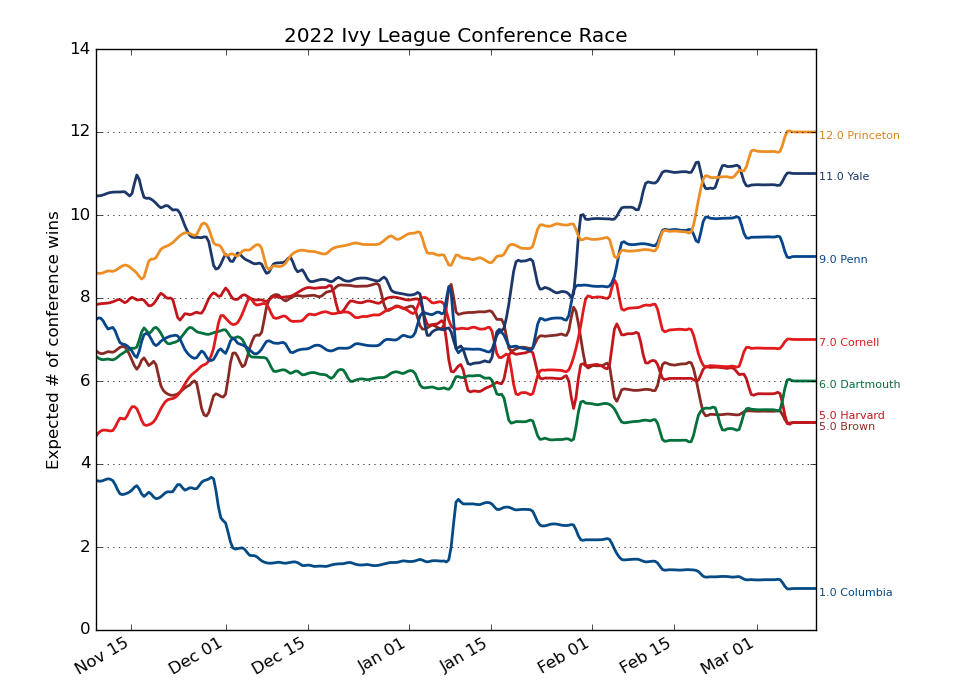 2022 Ivy League Conference Race
Expected # of conference wins
14
12
10
8
6
4
2
0
Nov 15
Dec 01
Dec 15
Jan 01
Jan 15
Feb 01
Feb 15
Mar 01
12.0 Princeton
11.0 Yale
9.0 Penn
7.0 Cornell
6.0 Dartmouth
5.0 Harvard
5.0 Brown
1.0 Columbia